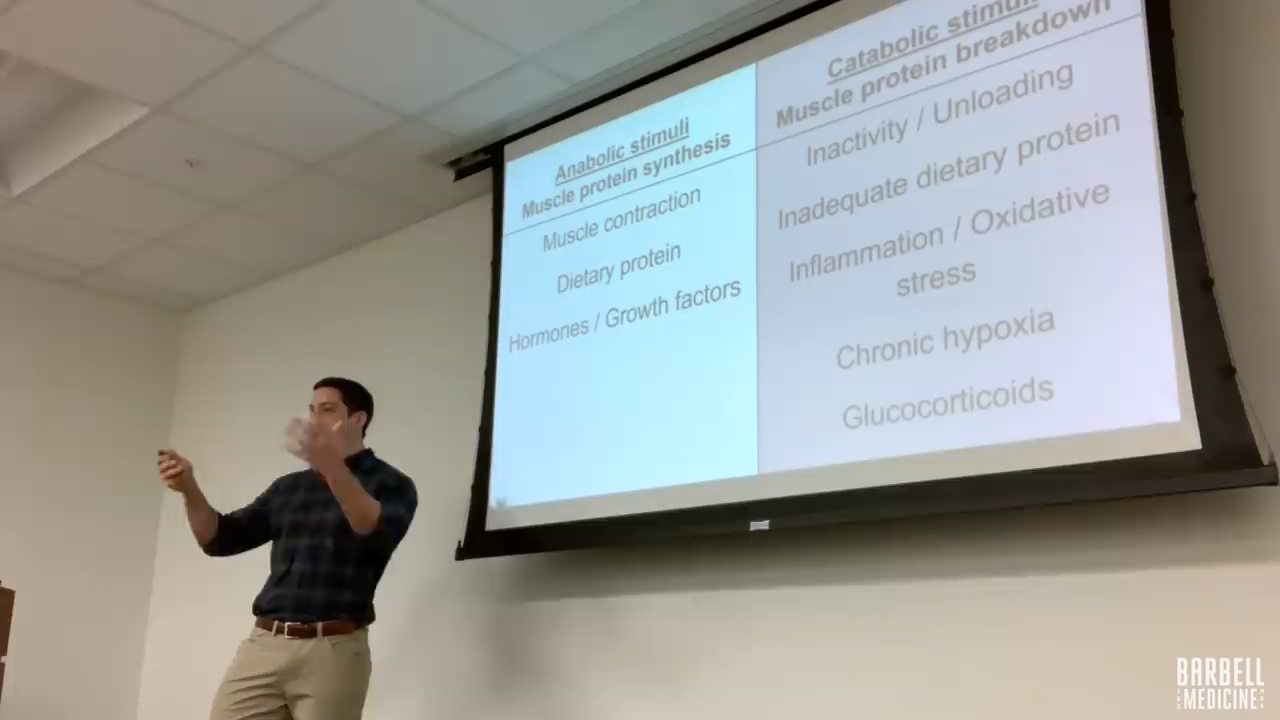 Anabolic stimuli
Muscle protein synthesis
Muscle contraction
Dietary protein
Hormones / Growth factors
Catabolic stimuli
Muscle protein breakdown
Inactivity / Unloading
Inadequate dietary protein
Inflammation / Oxidative
stress
Chronic hypoxia
Glucocorticoids
BARBELL
MEDICINE